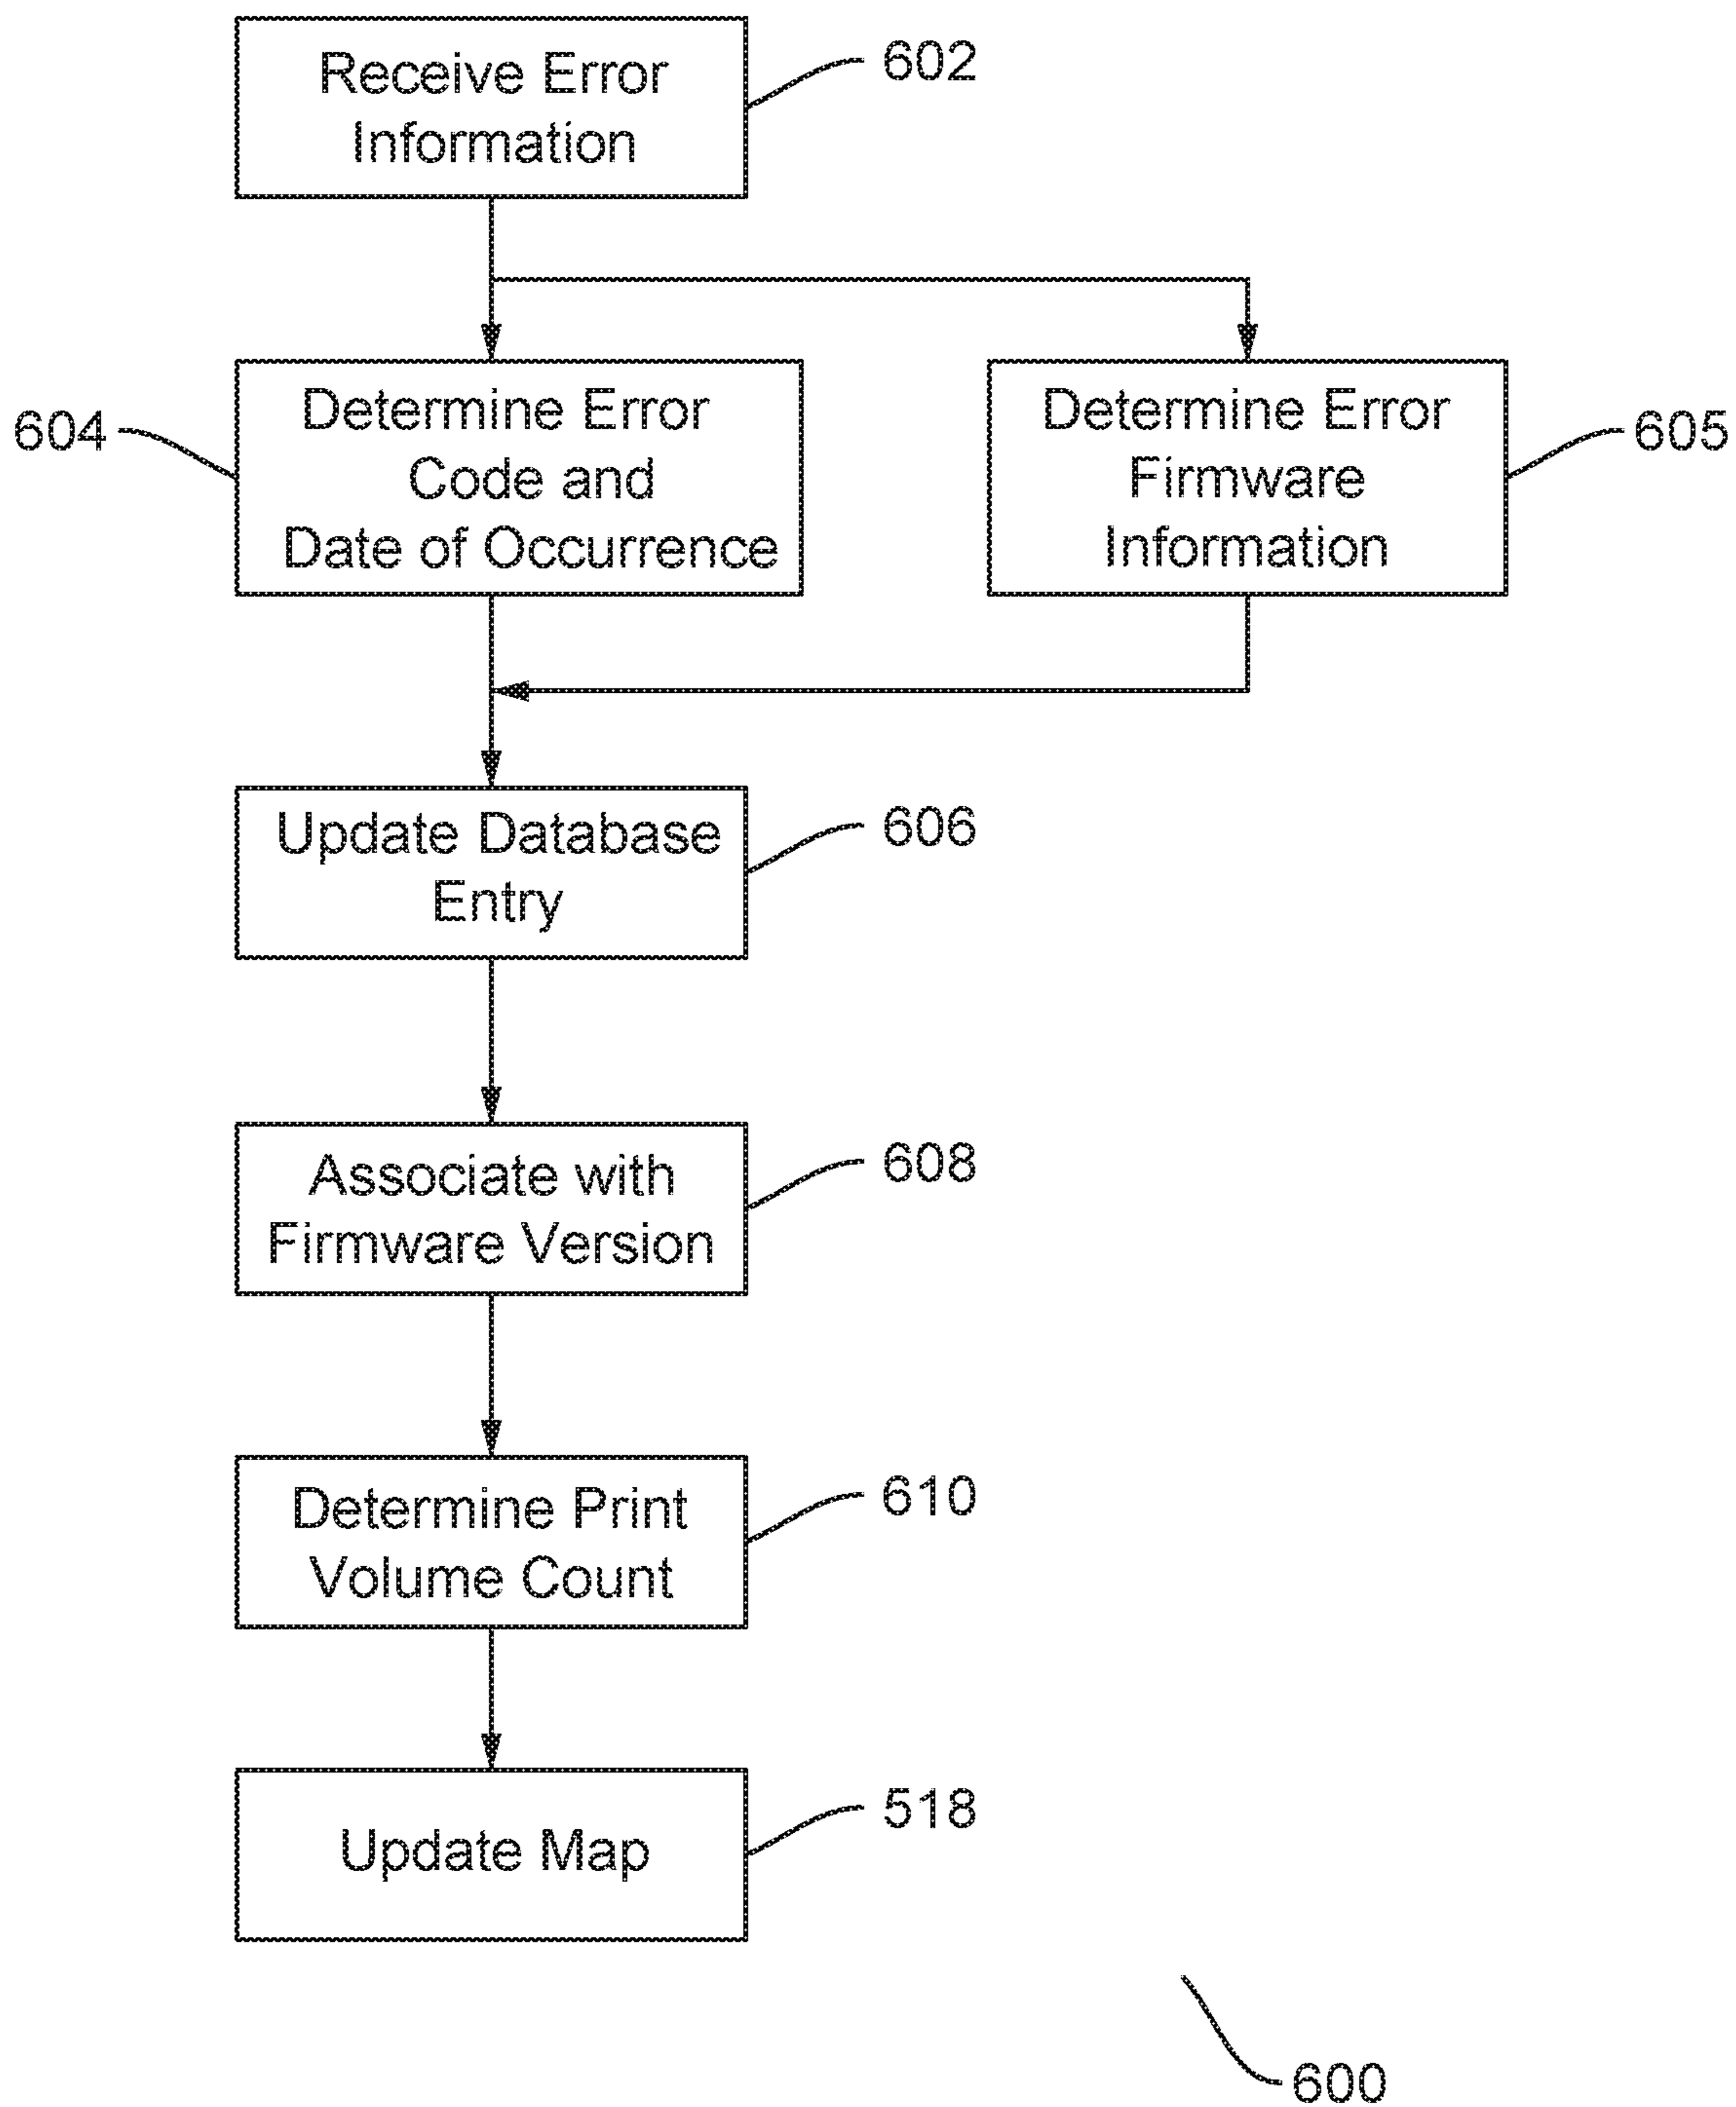 Receive Error
Information
602
Determine Error
Code and
Date of Occurrence
604
Determine Error
Firmware
Information
605
Update Database
Entry
606
Associate with
Firmware Version
608
Determine Print
Volume Count
610
Update Map
518
600